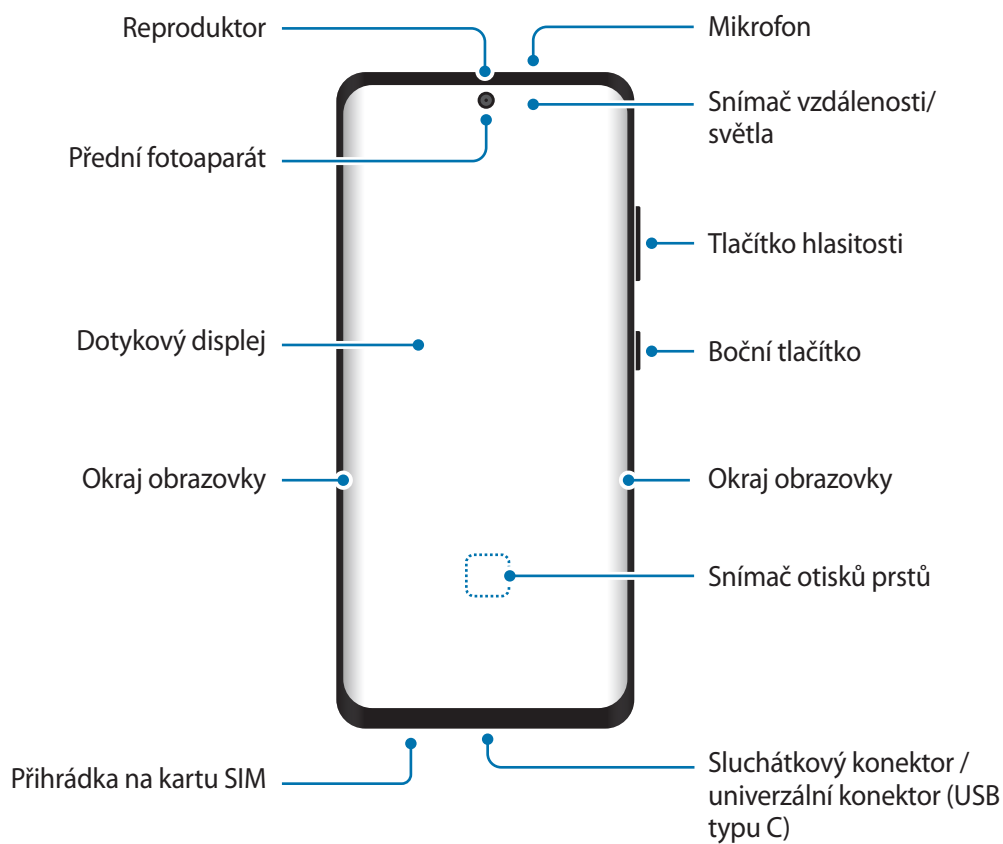 Reproduktor
Mikrofon
Snímač vzdálenosti/
světla
Přední fotoaparát
Tlačítko hlasitosti
Dotykový displej
Boční tlačítko
Okraj obrazovky
Okraj obrazovky
Snímač otisků prstů
Přihrádka na kartu SIM
Sluchátkový konektor /
univerzální konektor (USB
typu C)